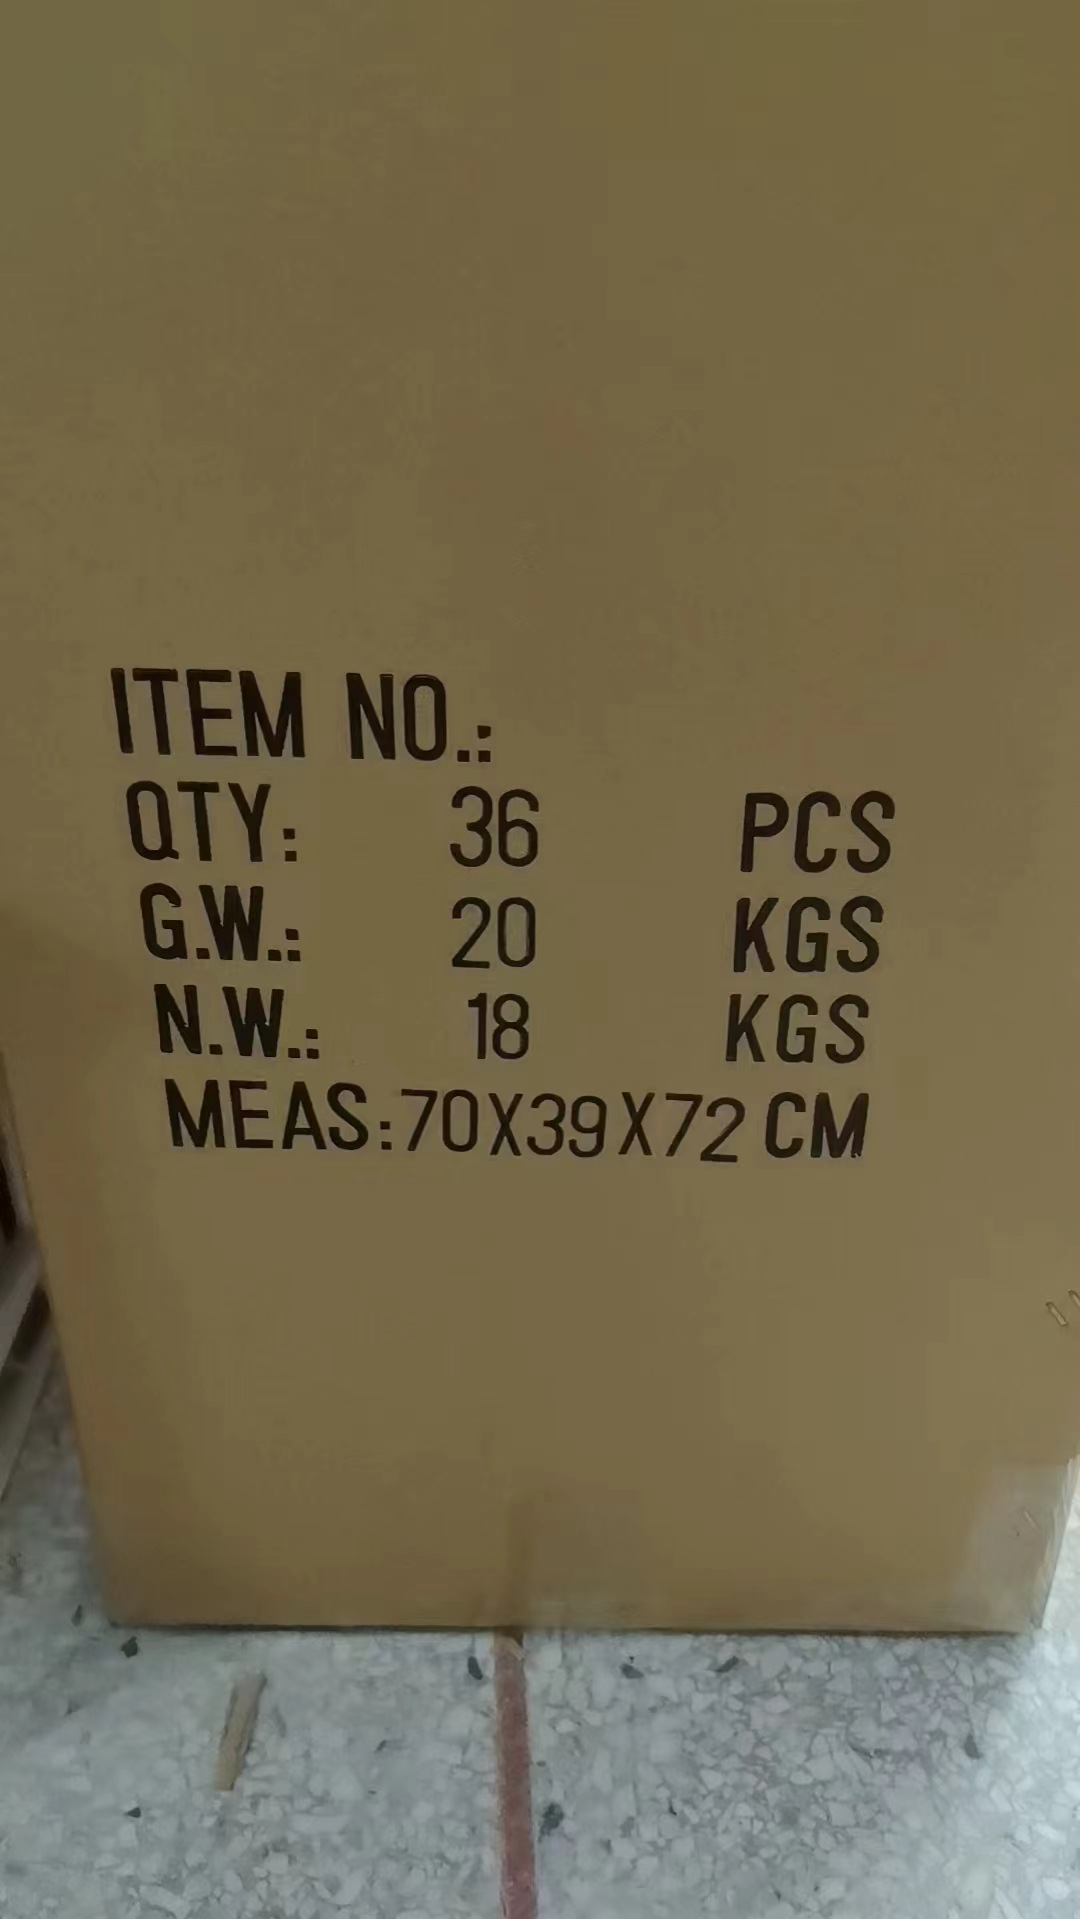 ITEM NO.:
QTY: 36 PCS
G.W.: 20 KGS
N.W.: 18 KGS
MEAS:70X39X72 CM